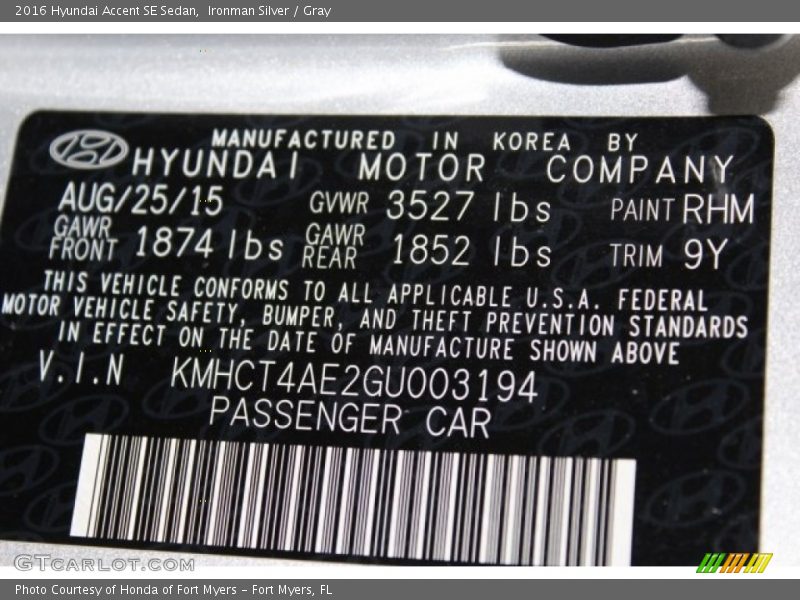 2016 Hyundai Accent SE Sedan,  Ironman Silver / Gray
MANUFACTURED IN KOREA BY
HYUNDAI MOTOR COMPANY
AUG/25/15 GVWR 3527 lbs PAINT RHM
GAWR FRONT 1874 lbs GAWR REAR 1852 lbs TRIM 9Y
THIS VEHICLE CONFORMS TO ALL APPLICABLE U.S.A. FEDERAL
MOTOR VEHICLE SAFETY, BUMPER, AND THEFT PREVENTION STANDARDS
IN EFFECT ON THE DATE OF MANUFACTURE SHOWN ABOVE
V.I.N KMHCT4AE2GU003194
PASSENGER CAR
GTCARLOT.COM
Photo Courtesy of Honda of Fort Myers – Fort Myers, FL